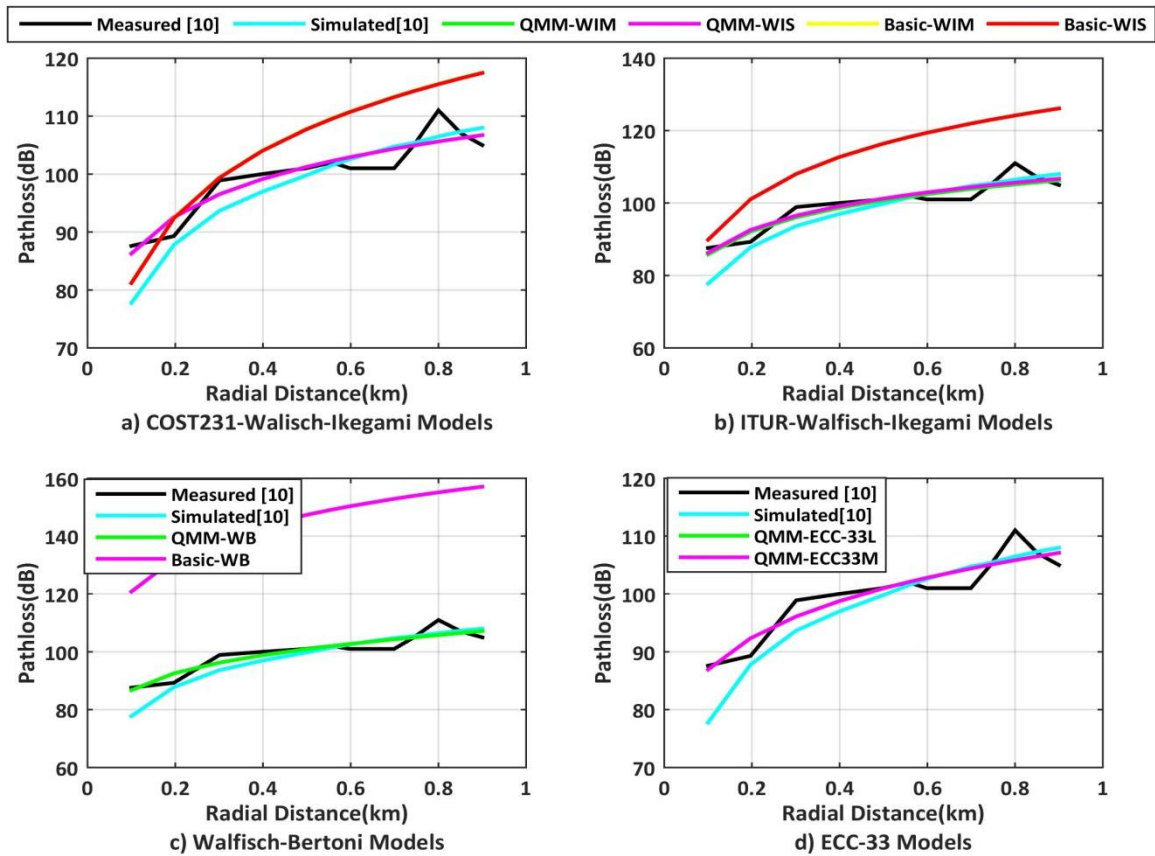 Measured [10] Simulated[10] QMM-WIM QMM-WIS Basic-WIM Basic-WIS
120
110
100
90
80
70
Pathloss(dB)
0 0.2 0.4 0.6 0.8 1
Radial Distance(km)
a) COST231-Walisch-Ikegami Models
140
120
100
80
60
Pathloss(dB)
0 0.2 0.4 0.6 0.8 1
Radial Distance(km)
b) ITUR-Walfisch-Ikegami Models
160
140
120
100
80
60
Pathloss(dB)
Measured [10]
Simulated[10]
QMM-WB
Basic-WB
0 0.2 0.4 0.6 0.8 1
Radial Distance(km)
c) Walfisch-Bertoni Models
120
110
100
90
80
70
Pathloss(dB)
Measured [10]
Simulated[10]
QMM-ECC-33L
QMM-ECC33M
0 0.2 0.4 0.6 0.8 1
Radial Distance(km)
d) ECC-33 Models